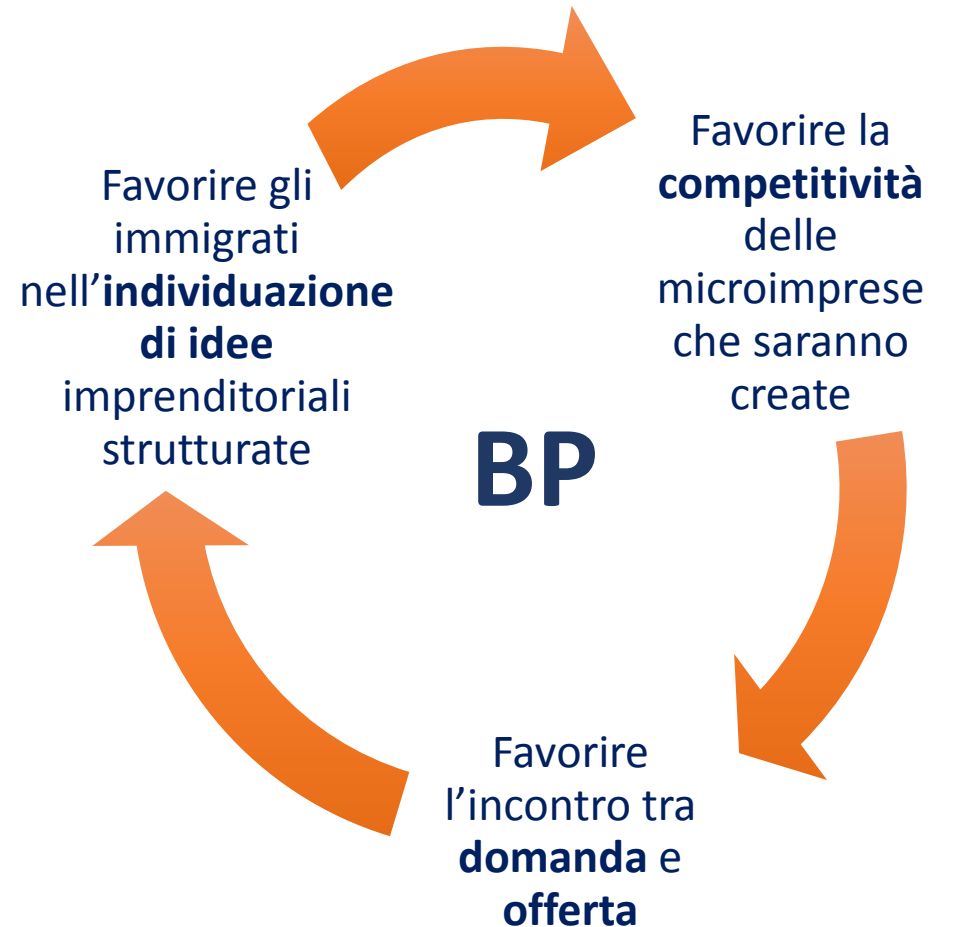 Favorire gli
immigrati
nell’individuazione
di idee
imprenditoriali
strutturate
Favorire la
competitività
delle
microimprese
che saranno
create
BP
Favorire
l’incontro tra
domanda e
offerta